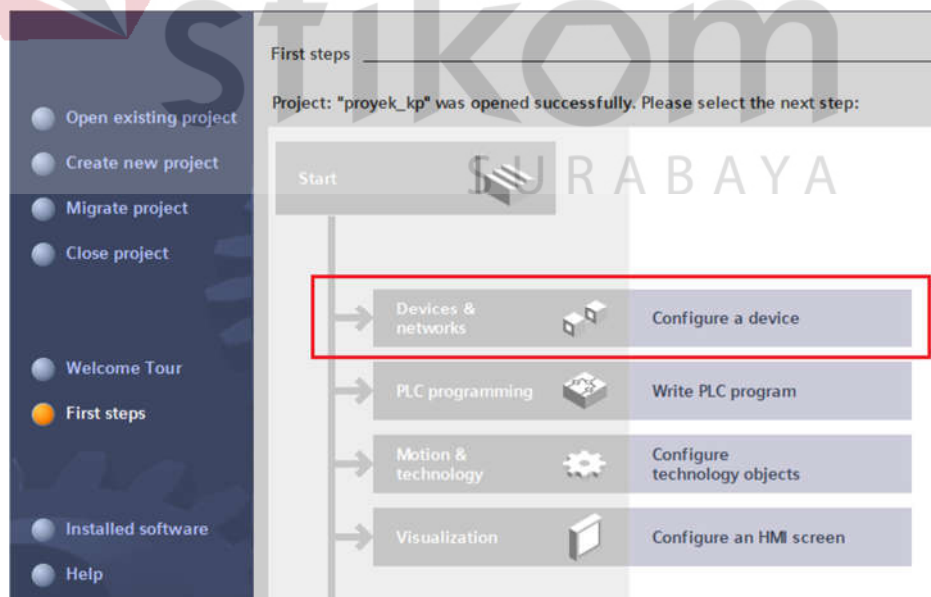 stikom
SURABAYA
First steps
Project: "proyek_kp" was opened successfully. Please select the next step:
Open existing project
Create new project
Migrate project
Close project
Welcome Tour
First steps
Installed software
Help
Start
Devices &
networks
Configure a device
PLC programming
Write PLC program
Motion &
technology
Configure
technology objects
Visualization
Configure an HMI screen